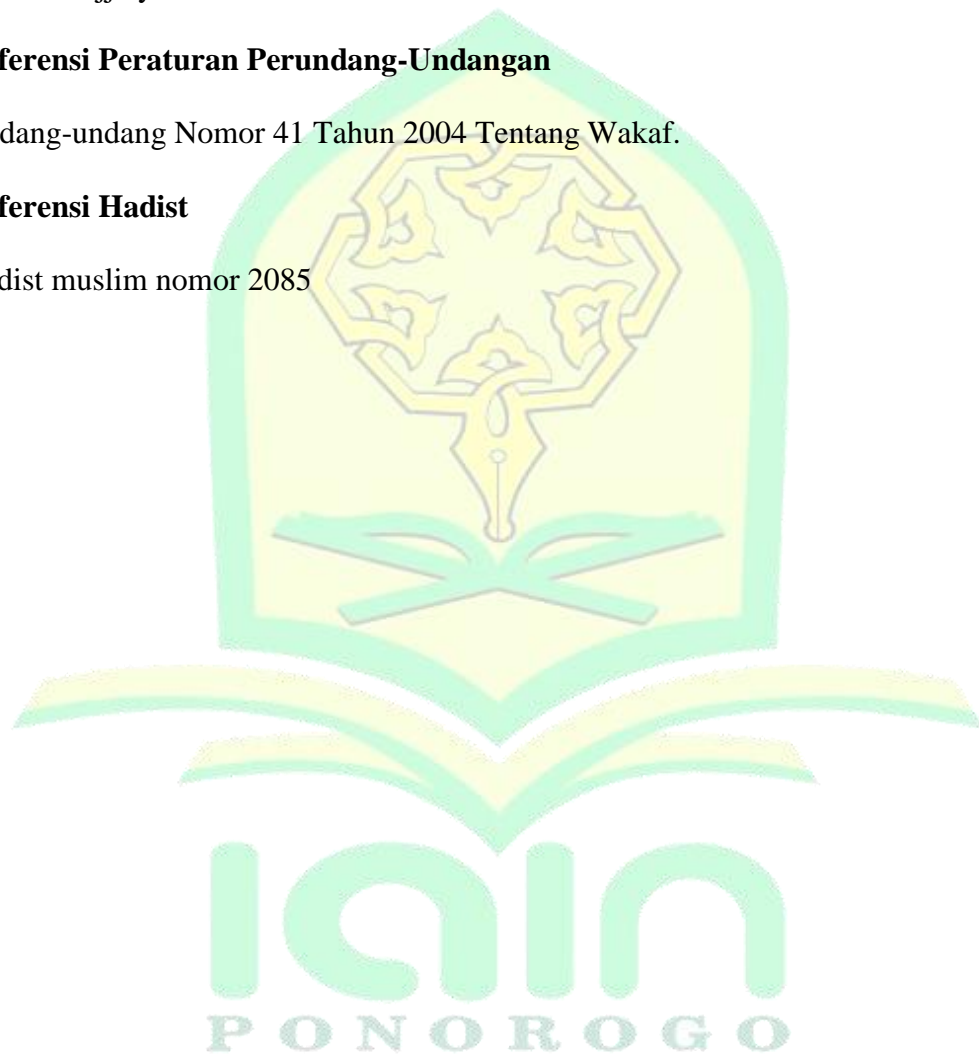 ferensi Peraturan Perundang-Undangan
dang-undang Nomor 41 Tahun 2004 Tentang Wakaf.
ferensi Hadist
dist muslim nomor 2085
iain
PONOROGO